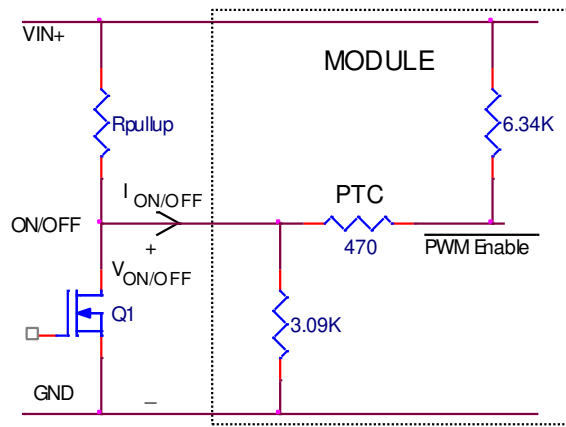 VIN+
MODULE
Rpullup
6.34K
I ON/OFF
PTC
ON/OFF
+
470
PWM Enable
V ON/OFF
Q1
3.09K
GND
_